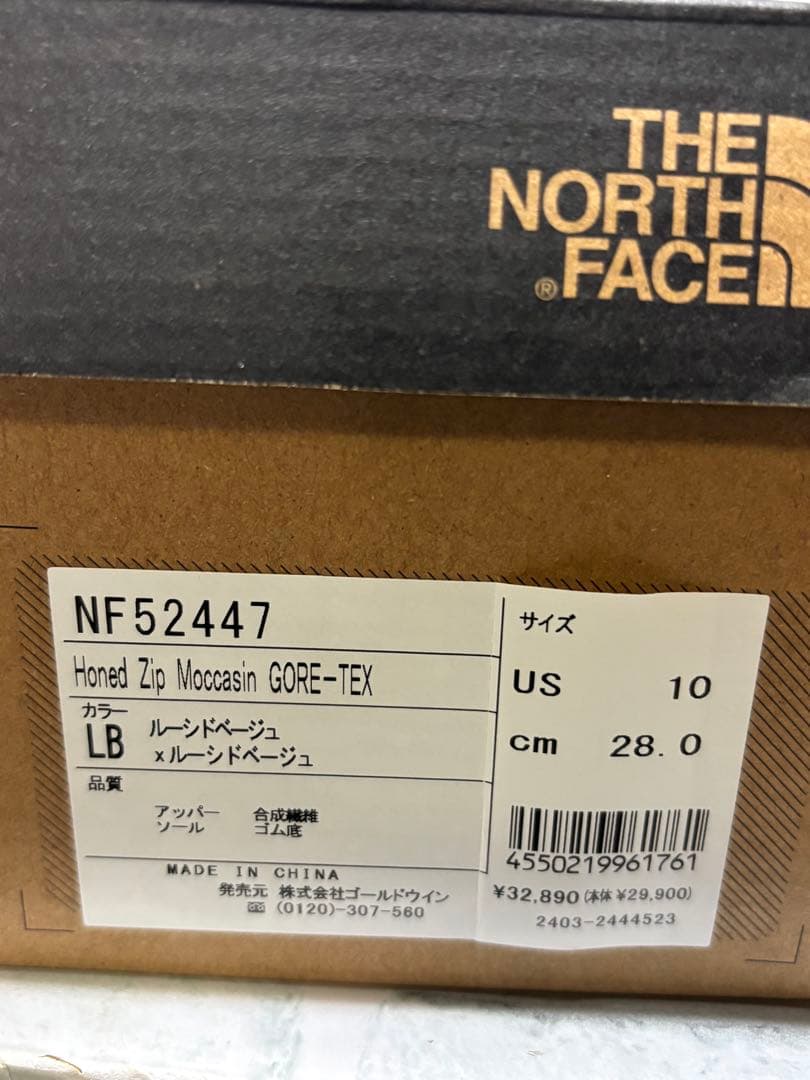 THE
NORTH
®FACE
NF52447
Honed Zip Moccasin GORE-TEX
カラー
LB ルーシドベージュ
xルーシドベージュ
品質
アッパー 合成繊維
ソール ゴム底
MADE IN CHINA
発売元 株式会社ゴールドウイン
☎ (0120)-307-560
サイズ
US 10
cm 28.0
4550219961761
¥32,890 (本体 ¥29,900)
2403-2444523